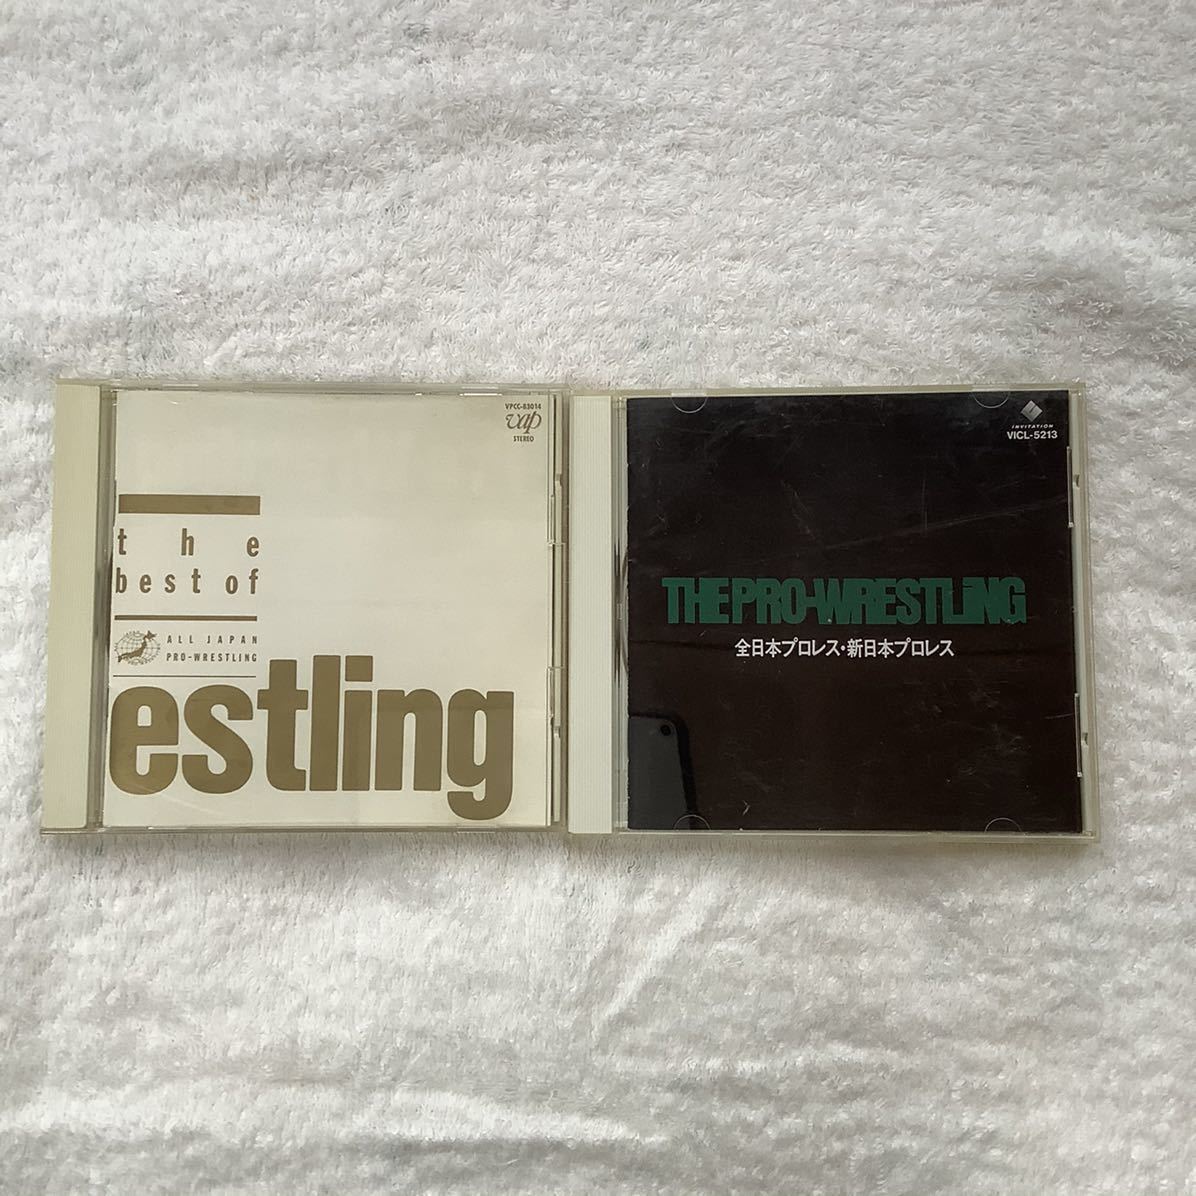 VPCC-83014
vap
STEREO
the
best of
ALL JAPAN
PRO-WRESTLING
estling
INVITATION
VICL-5213
THE PRO-WRESTLING
全日本プロレス・新日本プロレス